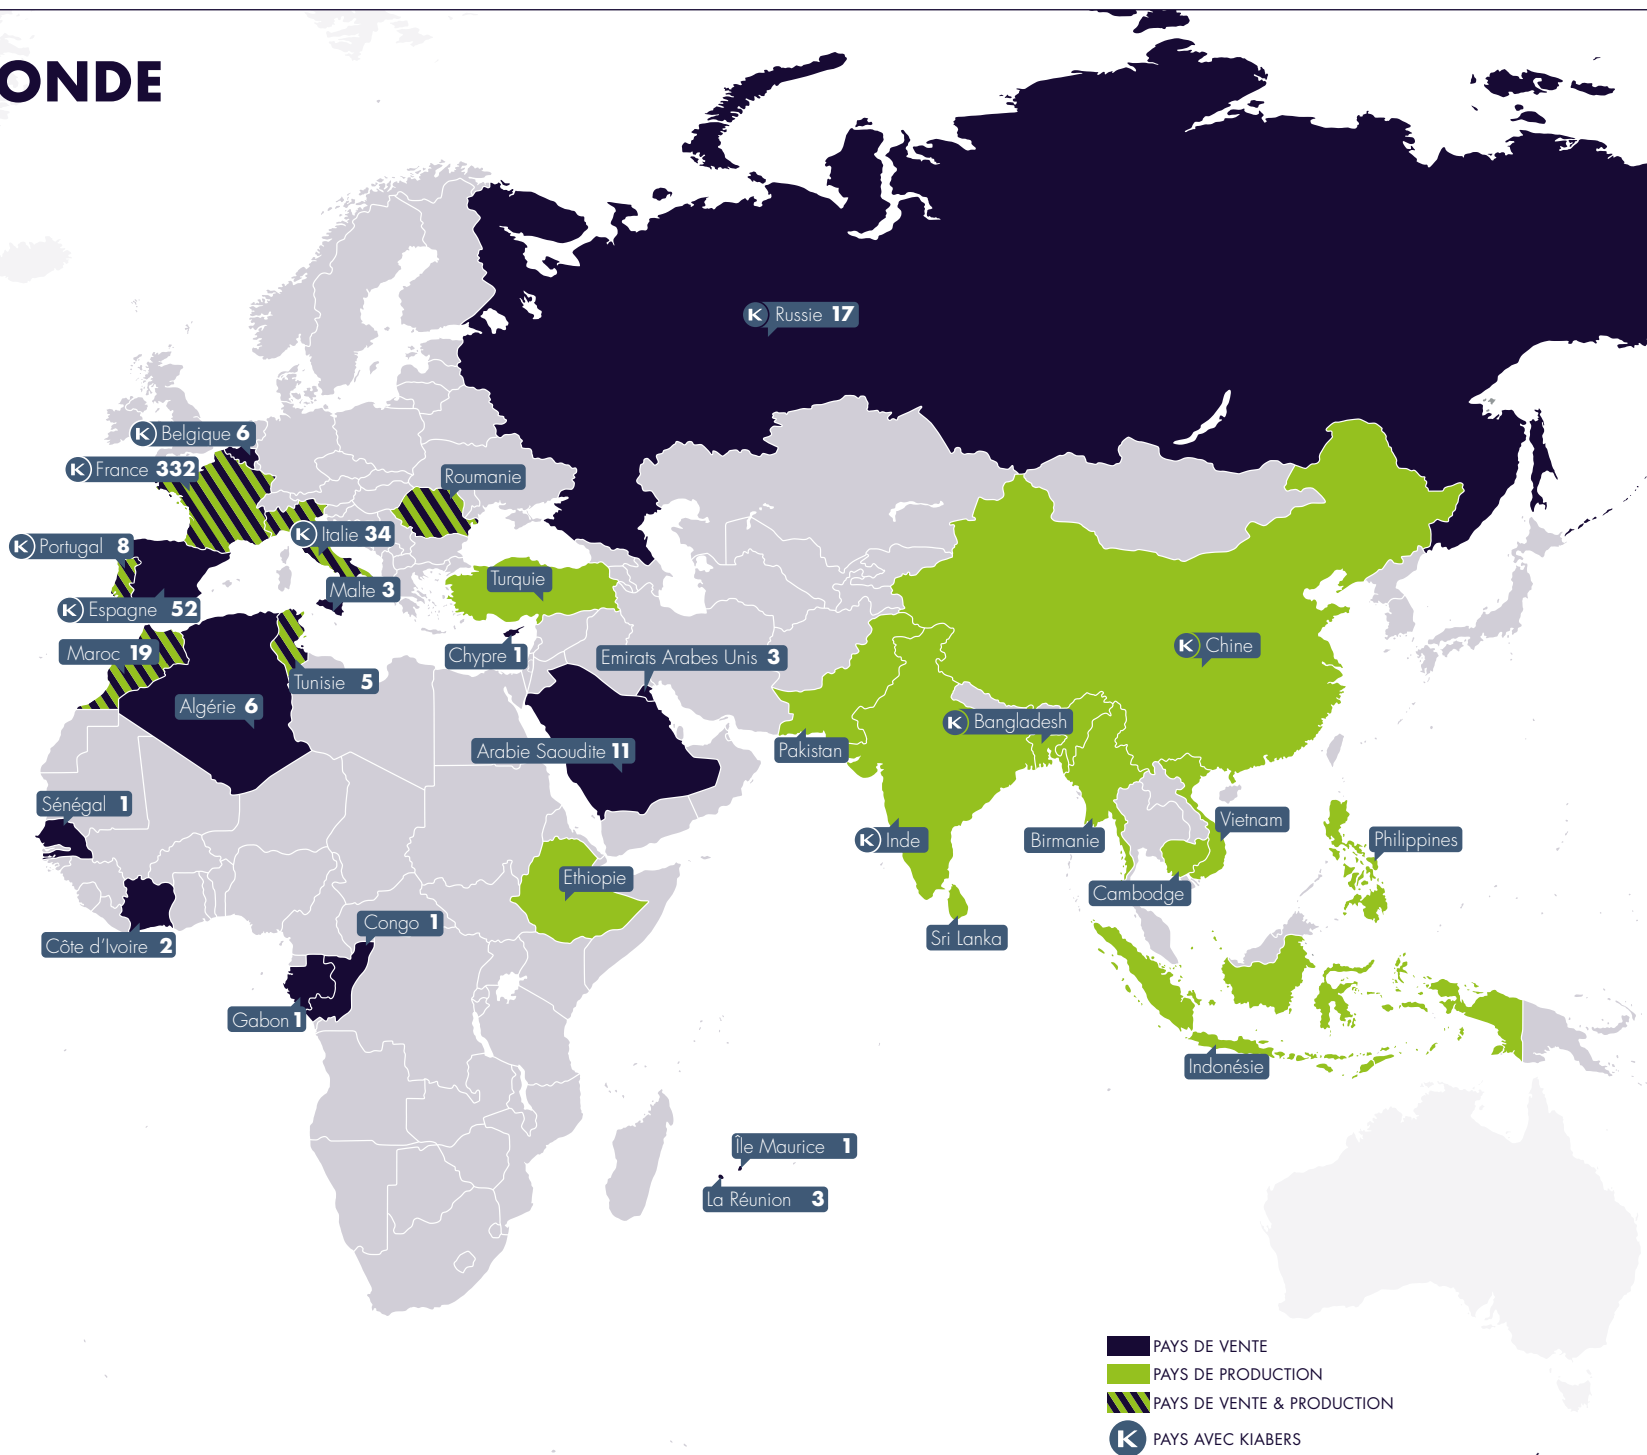 ONDE
K Russie 17
K Belgique 6
K France 332
Roumanie
K Italie 34
K Portugal 8
Turquie
Malte 3
K Espagne 52
Maroc 19
Chypre 1
Emirats Arabes Unis 3
K Chine
Tunisie 5
Algérie 6
K Bangladesh
Arabie Saoudite 11
Pakistan
Sénégal 1
Vietnam
K Inde
Birmanie
Philippines
Ethiopie
Cambodge
Congo 1
Sri Lanka
Côte d'Ivoire 2
Gabon 1
Indonésie
Île Maurice 1
La Réunion 3
PAYS DE VENTE
PAYS DE PRODUCTION
PAYS DE VENTE & PRODUCTION
K PAYS AVEC KIABERS